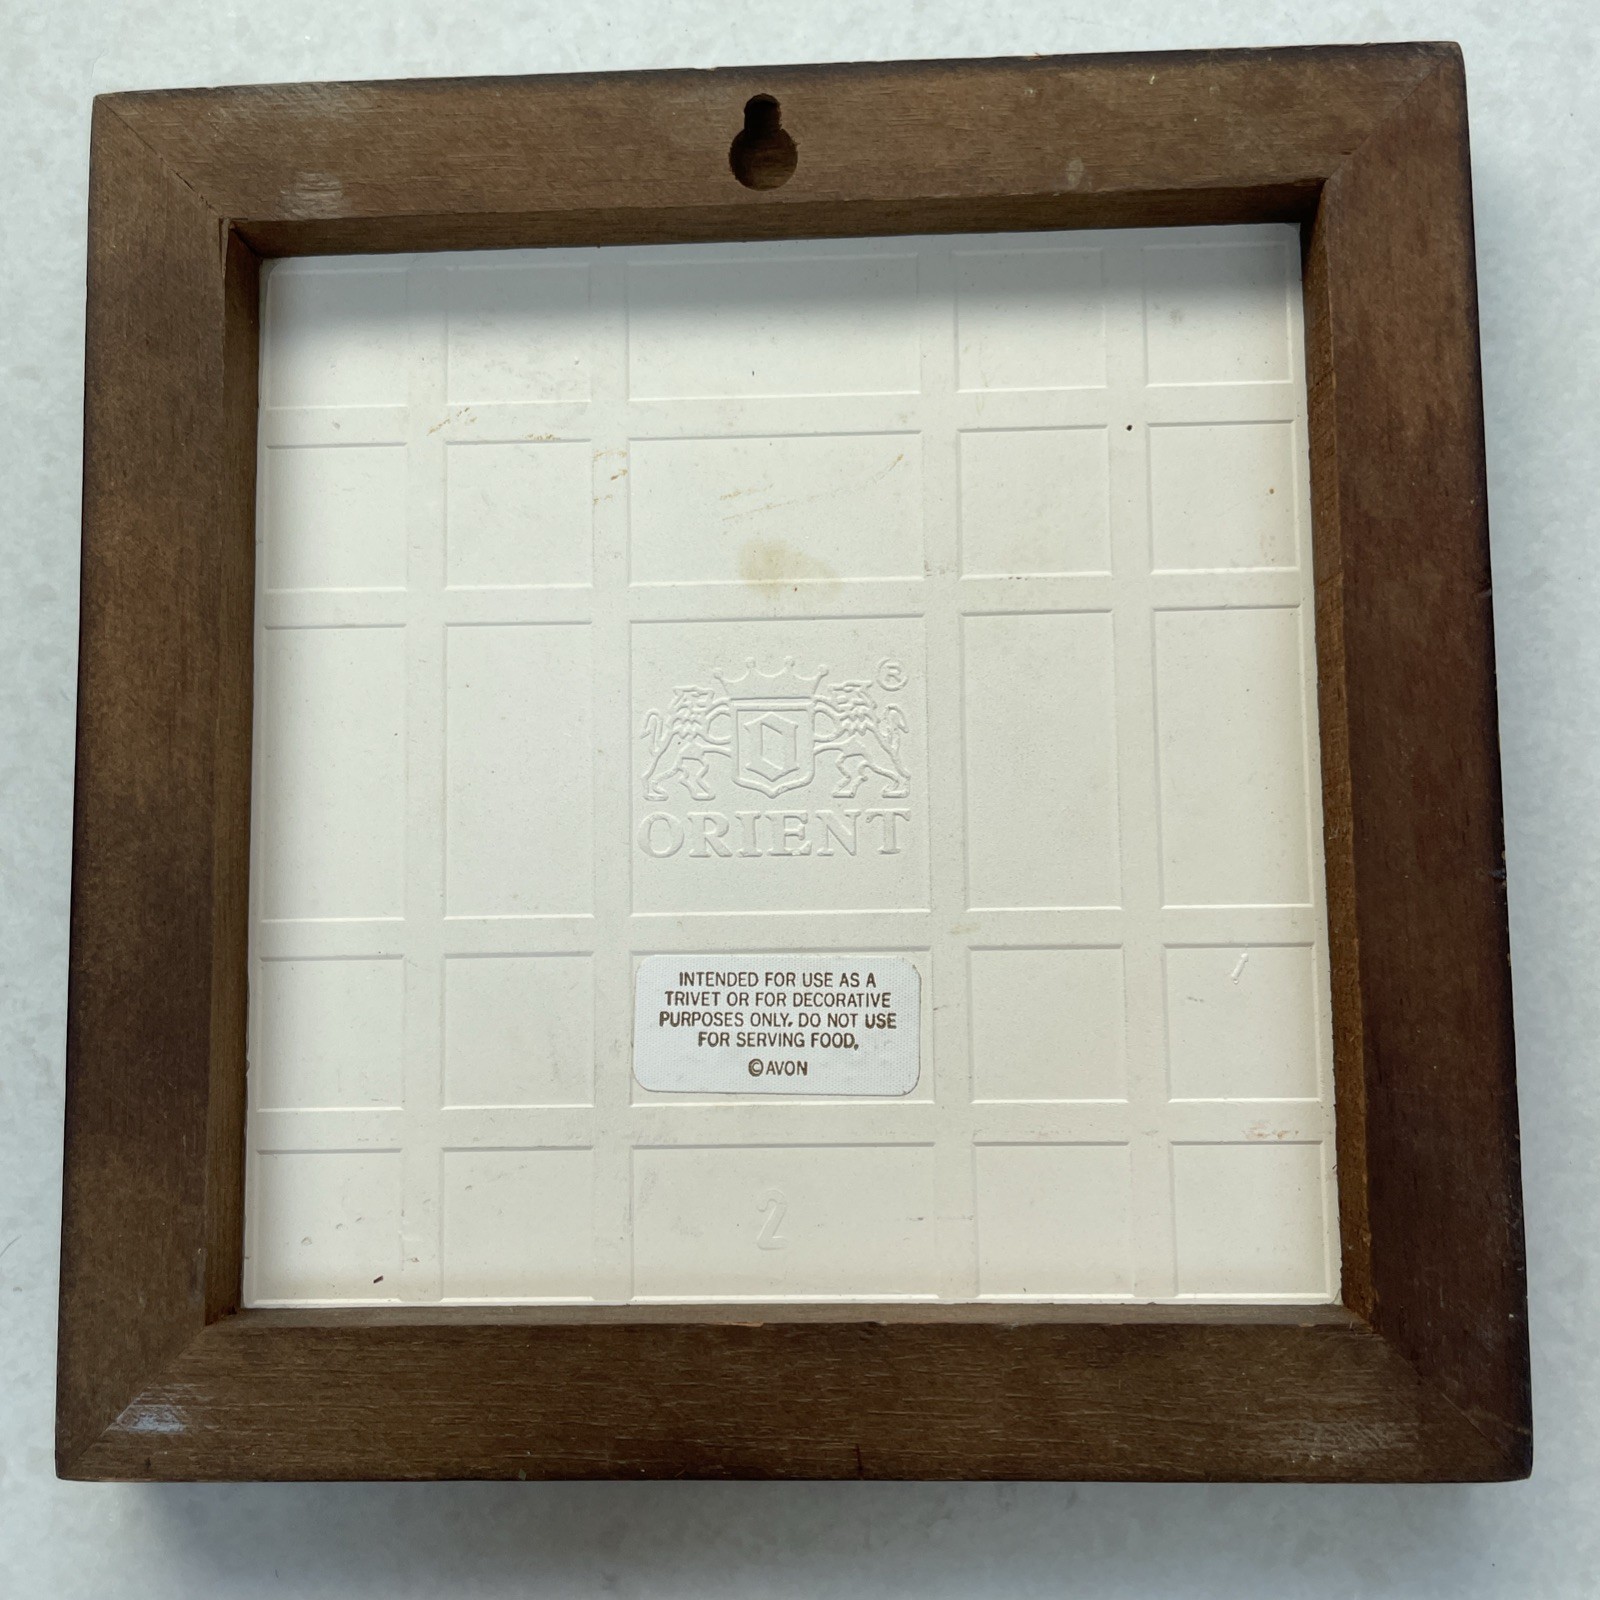 ®
ORIENT
INTENDED FOR USE AS A
TRIVET OR FOR DECORATIVE
PURPOSES ONLY. DO NOT USE
FOR SERVING FOOD.
©AVON
2